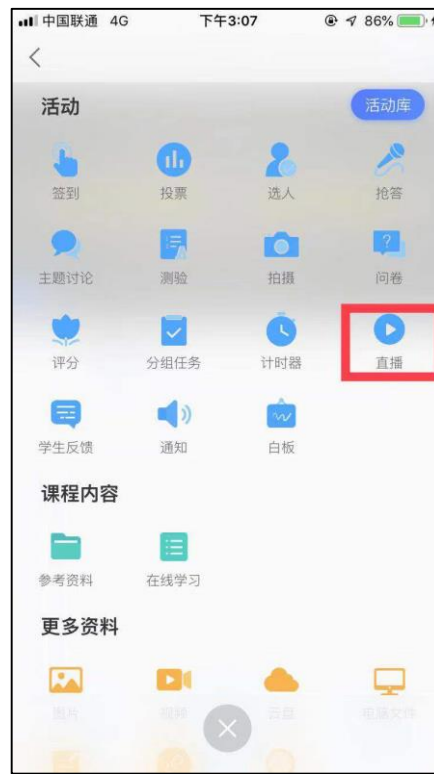 中国联通 4G 下午3:07 86%
活动 活动库
签到 投票 选人 抢答
主题讨论 测验 拍摄 问卷
评分 分组任务 计时器 直播
学生反馈 通知 白板
课程内容
参考资料 在线学习
更多资料
图片 视频 云盘 电脑文件